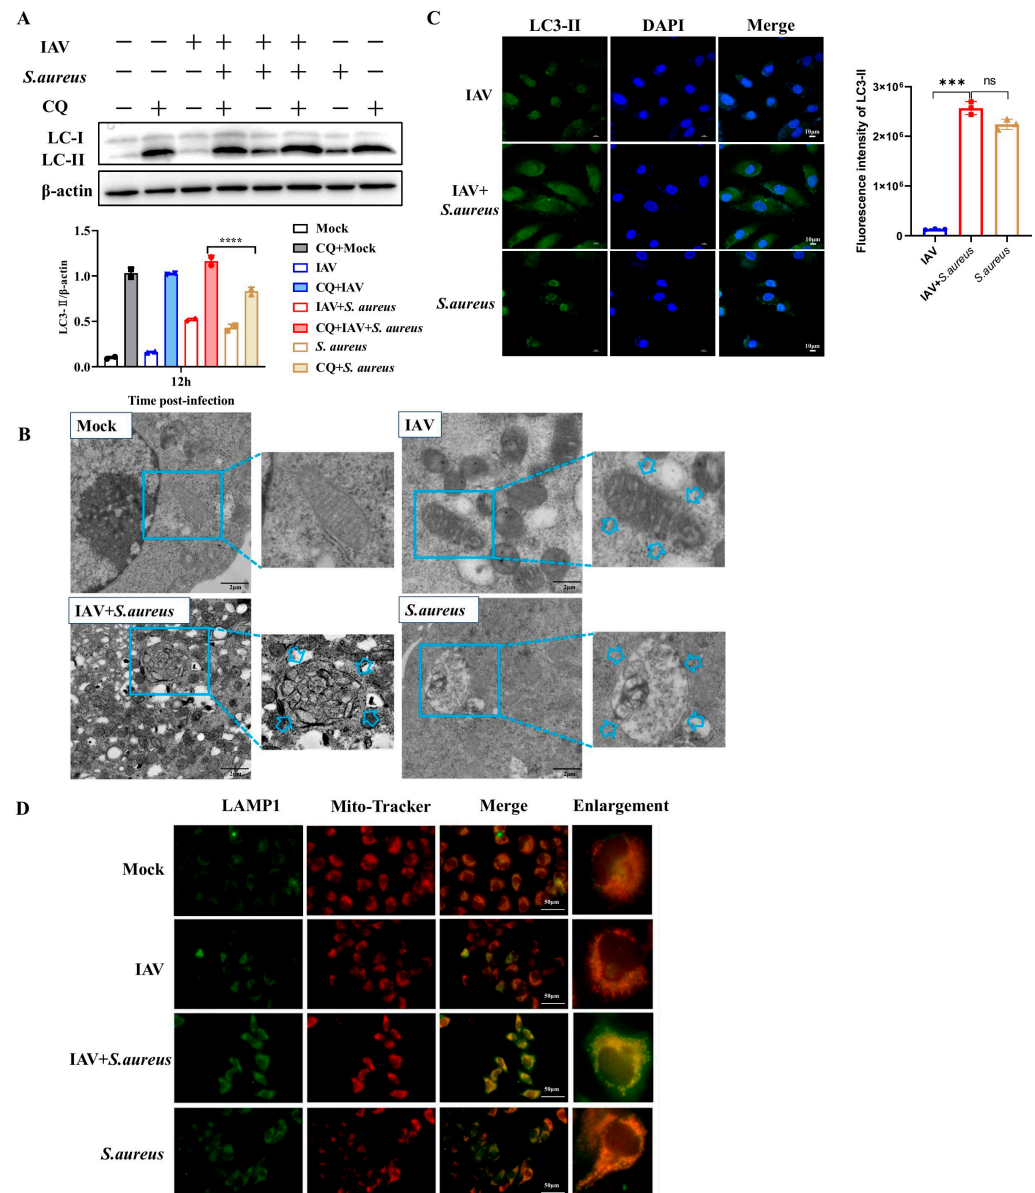 A
IAV − − + + + + − −
S.aureus − − − + + + + −
CQ − + − + − + − +
LC-I
LC-II
β-actin
LC3-Ⅱ/β-actin
1.5
1.0
0.5
0.0
****
12h
Time post-infection
Mock
CQ+Mock
IAV
CQ+IAV
IAV+S. aureus
CQ+IAV+S. aureus
S. aureus
CQ+S. aureus
C
LC3-II DAPI Merge
IAV
10μm
IAV+
S.aureus
10μm
S.aureus
10μm
Fluorescence intensity of LC3-II
3×10⁶
2×10⁶
1×10⁶
0
*** ns
IAV
IAV+S.aureus
S.aureus
B
Mock
2μm
IAV
2μm
IAV+S.aureus
2μm
S.aureus
2μm
D
LAMP1 Mito-Tracker Merge Enlargement
Mock
50μm
IAV
50μm
IAV+S.aureus
50μm
S.aureus
50μm